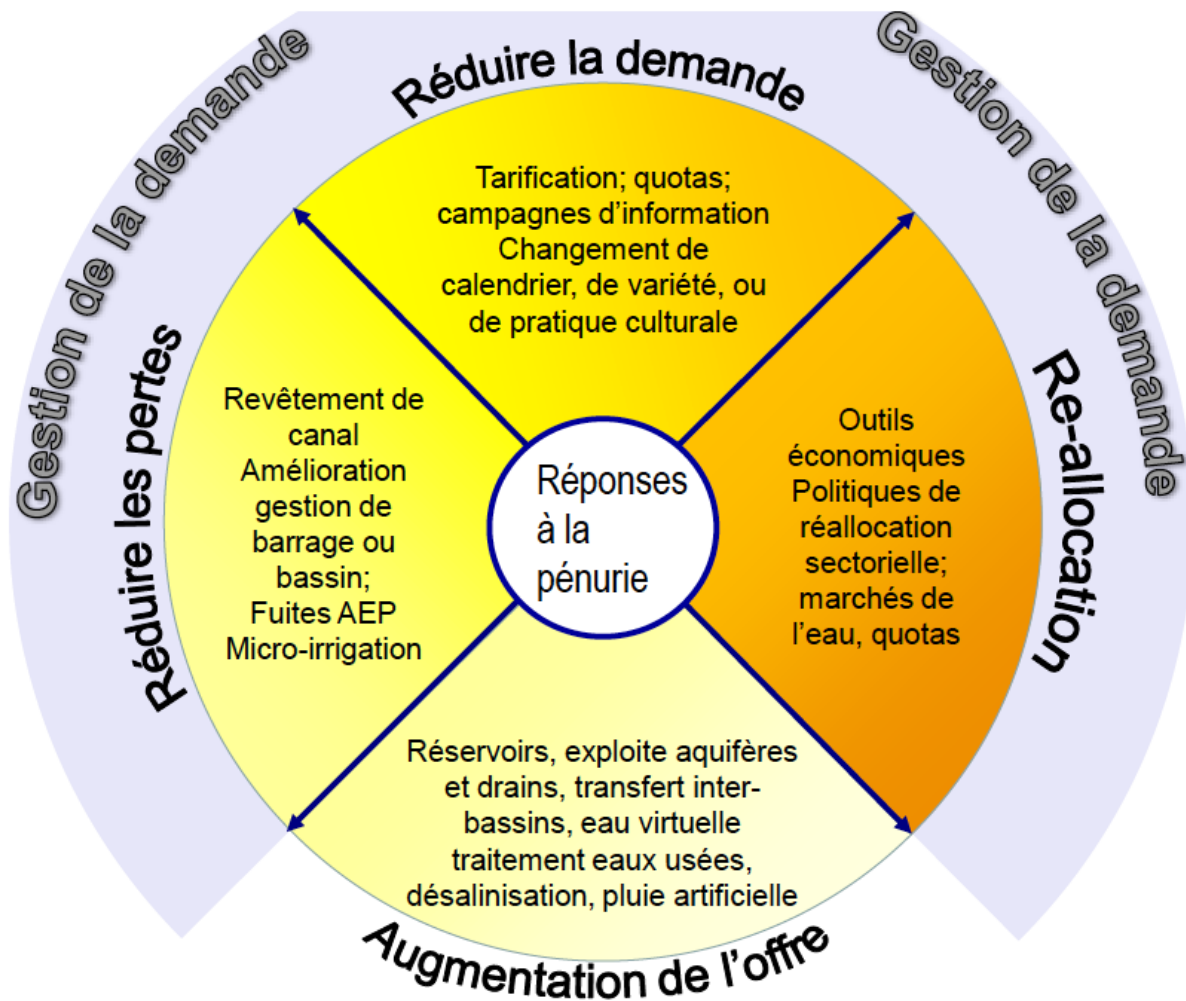 Gestion de la demande
Gestion de la demande
Réduire la demande
Tarification; quotas;
campagnes d’information
Changement de
calendrier, de variété, ou
de pratique culturale
Réduire les pertes
Revêtement de
canal
Amélioration
gestion de
barrage ou
bassin;
Fuites AEP
Micro-irrigation
Réponses
à la
pénurie
Outils
économiques
Politiques de
réallocation
sectorielle;
marchés de
l’eau, quotas
Re-allocation
Réservoirs, exploite aquifères
et drains, transfert inter-
bassins, eau virtuelle
traitement eaux usées,
désalinisation, pluie artificielle
Augmentation de l’offre